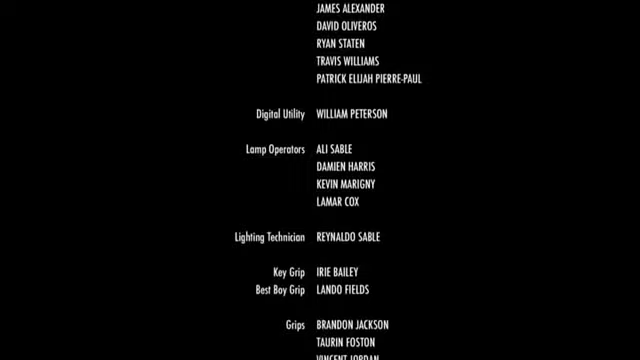 JAMES ALEXANDER
DAVID OLIVEROS
RYAN STATEN
TRAVIS WILLIAMS
PATRICK ELIJAH PIERRE-PAUL
Digital Utility WILLIAM PETERSON
Lamp Operators ALI SABLE
DAMIEN HARRIS
KEVIN MARIGNY
LAMAR COX
Lighting Technician REYNALDO SABLE
Key Grip IRIE BAILEY
Best Boy Grip LANDO FIELDS
Grips BRANDON JACKSON
TAURIN FOSTON
VINCENT JORDAN